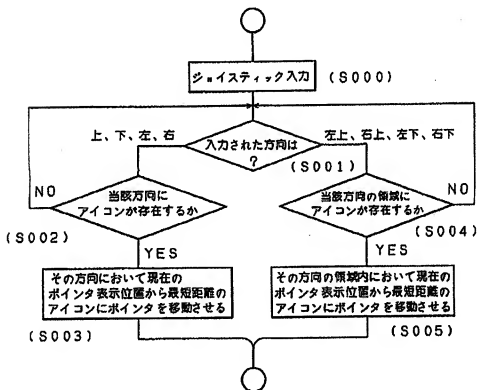 ジョイスティック入力
(S000)
上、下、左、右
入力された方向は
?
左上、右上、左下、右下
(S001)
NO
当該方向に
アイコンが存在するか
(S002)
当該方向の領域に
アイコンが存在するか
NO
(S004)
YES
YES
その方向において現在の
ポインタ表示位置から最短距離の
アイコンにポインタを移動させる
(S003)
その方向の領域内において現在の
ポインタ表示位置から最短距離の
アイコンにポインタを移動させる
(S005)